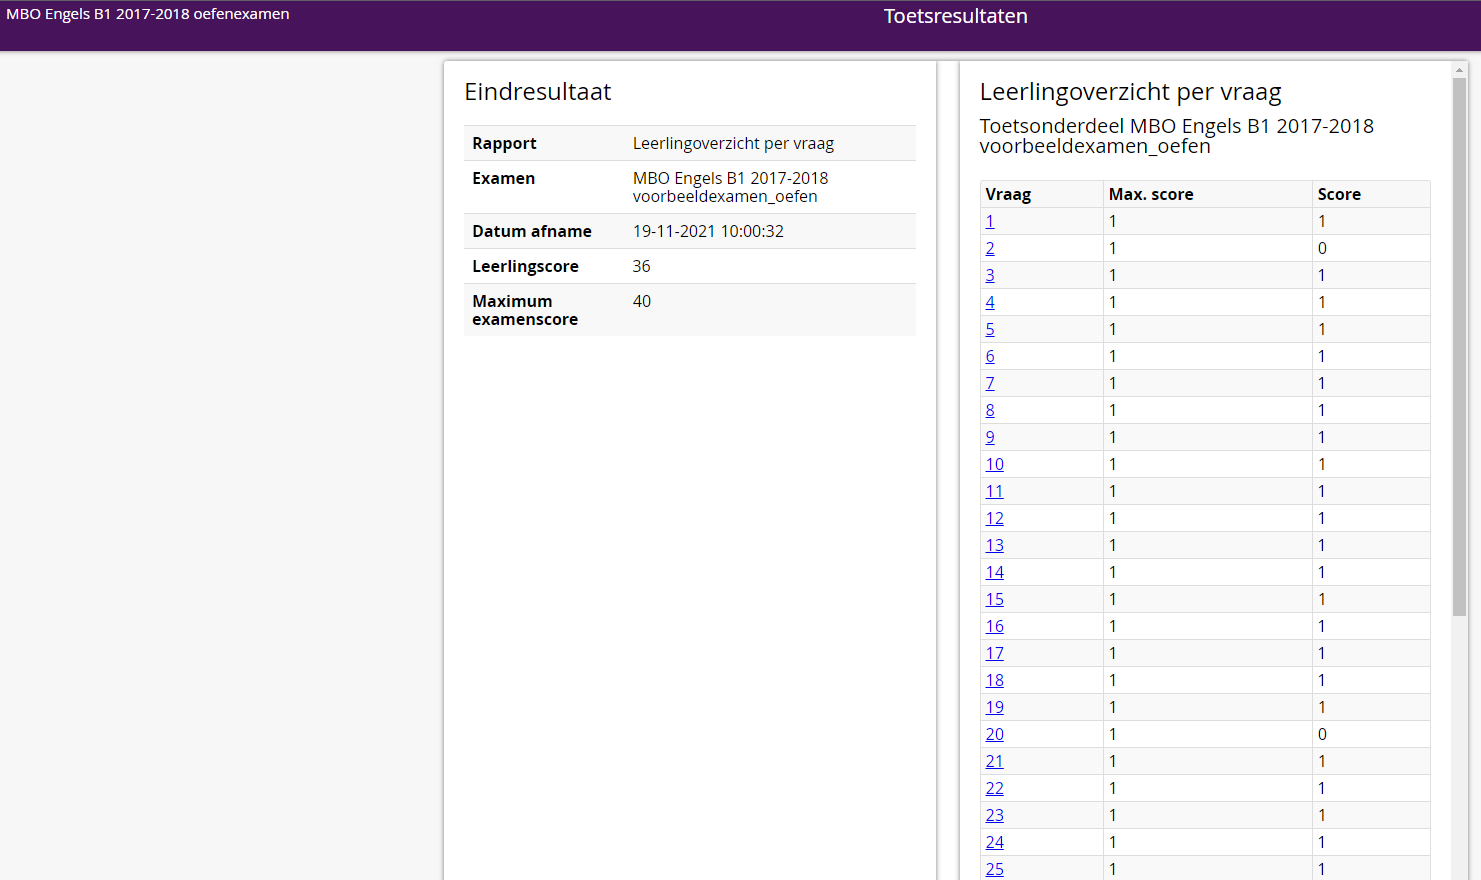 MBO Engels B1 2017-2018 oefenexamen
Toetsresultaten
Eindresultaat
Rapport Leerlingoverzicht per vraag
Examen MBO Engels B1 2017-2018
voorbeeldexamen_oefen
Datum afname 19-11-2021 10:00:32
Leerlingscore 36
Maximum 40
examenscore
Leerlingoverzicht per vraag
Toetsonderdeel MBO Engels B1 2017-2018
voorbeeldexamen_oefen
Vraag Max. score Score
1 1 1
2 1 0
3 1 1
4 1 1
5 1 1
6 1 1
7 1 1
8 1 1
9 1 1
10 1 1
11 1 1
12 1 1
13 1 1
14 1 1
15 1 1
16 1 1
17 1 1
18 1 1
19 1 1
20 1 0
21 1 1
22 1 1
23 1 1
24 1 1
25 1 1